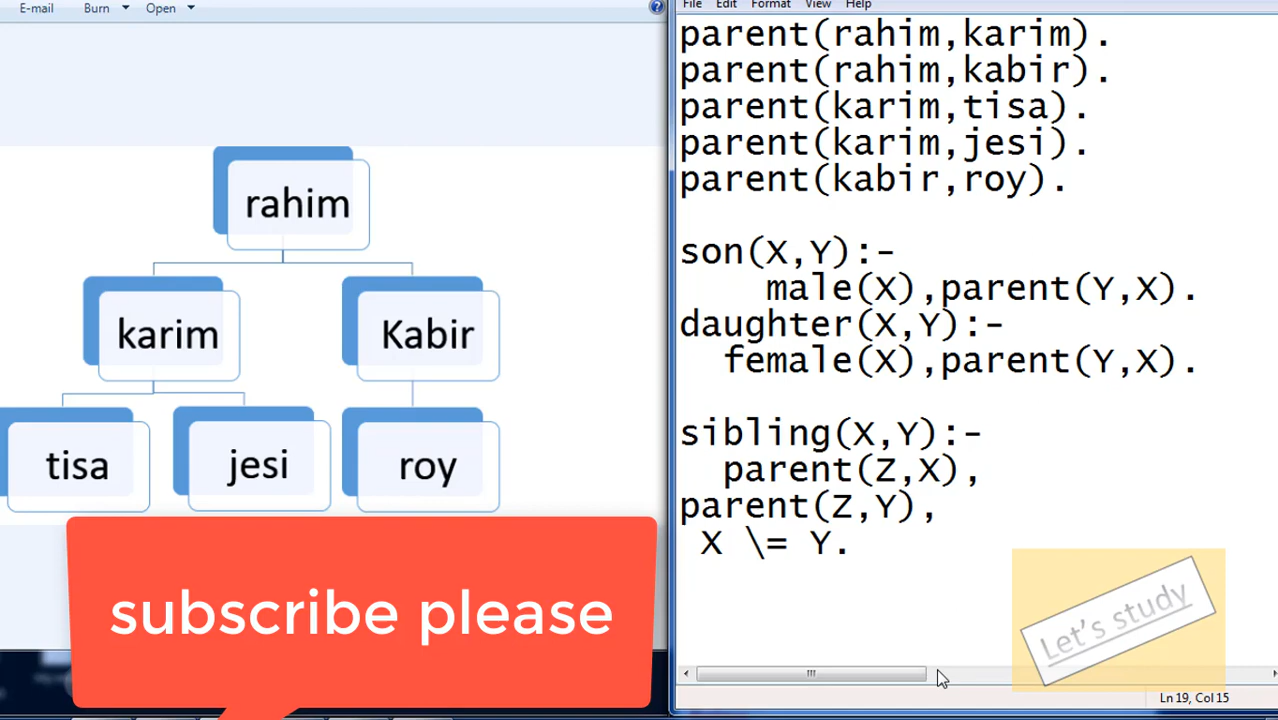 E-mail Burn Open
rahim
karim Kabir
tisa jesi roy
subscribe please
File Edit Format View Help
parent(rahim,karim).
parent(rahim,kabir).
parent(karim,tisa).
parent(karim,jesi).
parent(kabir,roy).
son(X,Y):-
male(X),parent(Y,X).
daughter(X,Y):-
female(X),parent(Y,X).
sibling(X,Y):-
parent(Z,X),
parent(Z,Y),
X \= Y.
Let's study
Ln 19, Col 15